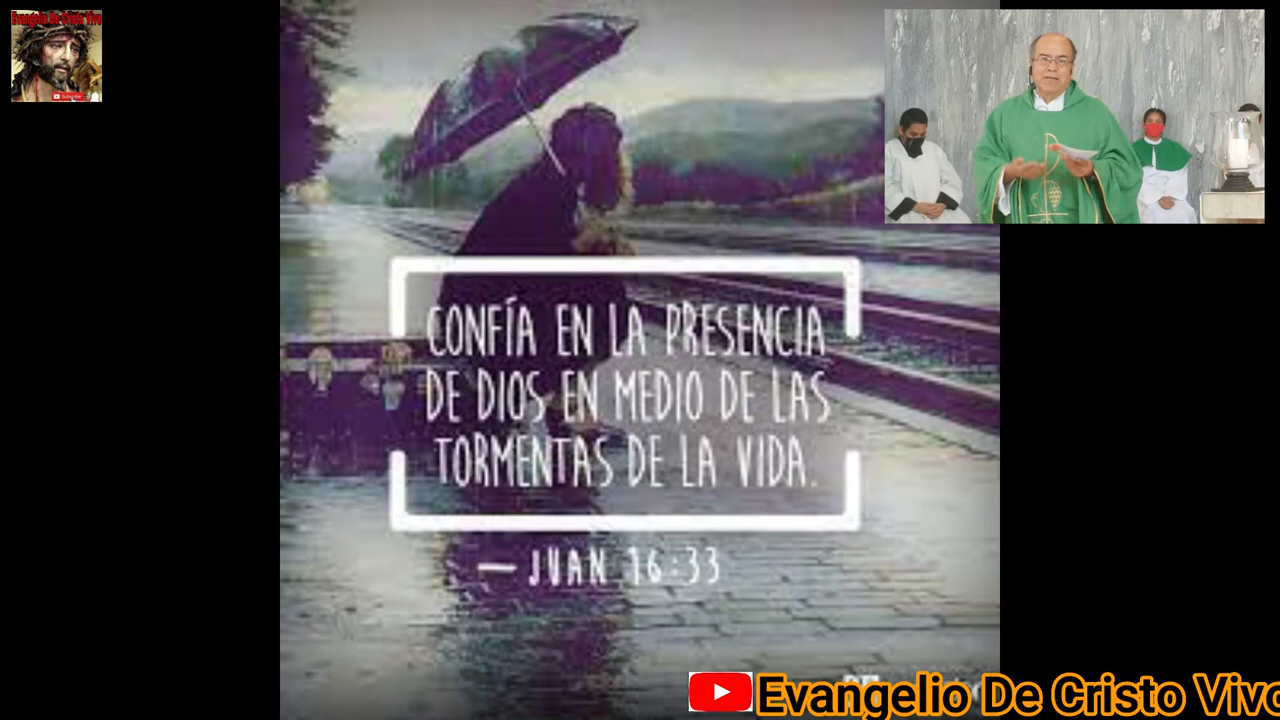 Evangelio De Cristo Vivo
Subscribe
CONFÍA EN LA PRESENCIA
DE DIOS EN MEDIO DE LAS
TORMENTAS DE LA VIDA.
— JUAN 16:33
Evangelio De Cristo Vivo